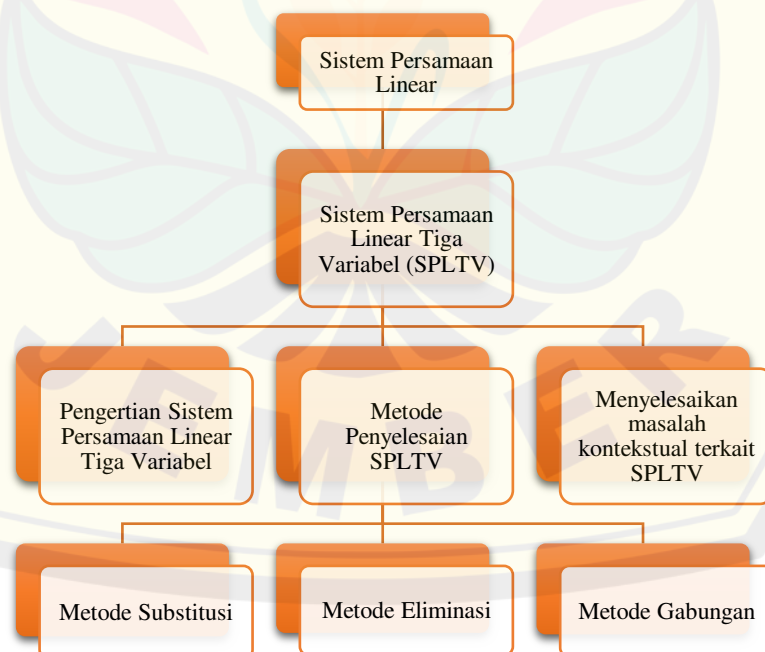 Sistem Persamaan
Linear
Sistem Persamaan
Linear Tiga
Variabel (SPLTV)
Pengertian Sistem
Persamaan Linear
Tiga Variabel
Metode
Penyelesaian
SPLTV
Menyelesaikan
masalah
kontekstual terkait
SPLTV
Metode Substitusi
Metode Eliminasi
Metode Gabungan
JEMBER